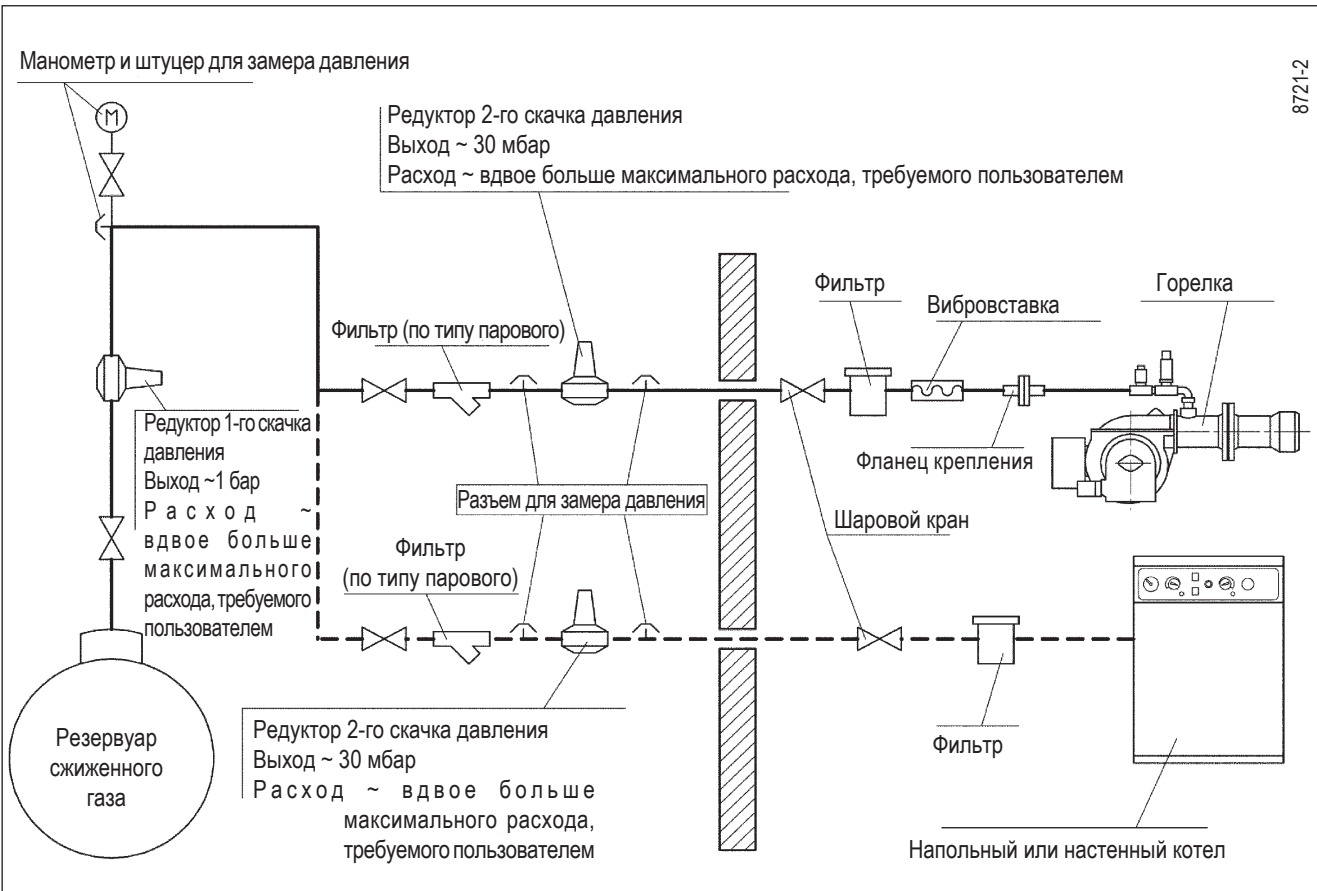 Манометр и штуцер для замера давления
8721-2
М
Редуктор 2-го скачка давления
Выход ~ 30 мбар
Расход ~ вдвое больше максимального расхода, требуемого пользователем
Фильтр
Вибровставка
Горелка
Фильтр (по типу парового)
Редуктор 1-го скачка
давления
Выход ~1 бар
Расход ~
вдвое больше
максимального
расхода, требуемого
пользователем
Фланец крепления
Разъем для замера давления
Шаровой кран
Фильтр
(по типу парового)
Резервуар
сжиженного
газа
Редуктор 2-го скачка давления
Выход ~ 30 мбар
Расход ~ вдвое больше
максимального расхода,
требуемого пользователем
Фильтр
Напольный или настенный котел